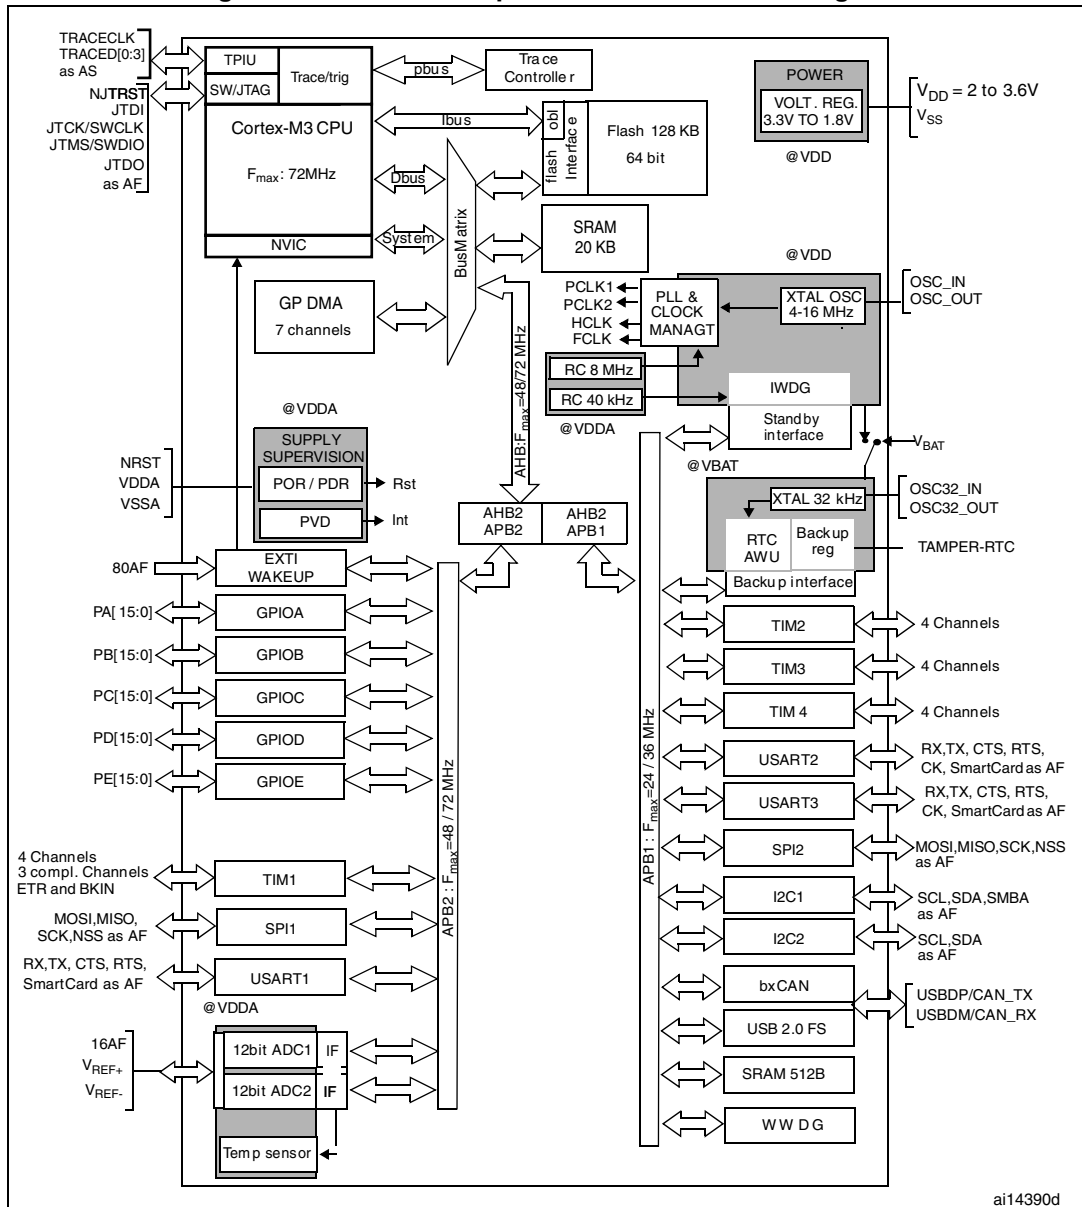 TRACECLK
TRACED[0:3]
as AS
NJTRST
JTDI
JTCK/SWCLK
JTMS/SWDIO
JTDO
as AF
TPIU
SW/JTAG
Trace/trig
Cortex-M3 CPU
Fmax: 72MHz
NVIC
pbus
Trace
Controller
Ibus
Dbus
System
BusMatrix
obl
flash
Interface
Flash 128 KB
64 bit
SRAM
20 KB
GP DMA
7 channels
POWER
VOLT. REG.
3.3V TO 1.8V
@VDD
VDD = 2 to 3.6V
VSS
@VDD
PCLK1
PCLK2
HCLK
FCLK
PLL &
CLOCK
MANAGT
XTAL OSC
4-16 MHz
OSC_IN
OSC_OUT
RC 8 MHz
RC 40 kHz
@VDDA
IWDG
Standby
interface
VBAT
@VBAT
XTAL 32 kHz
OSC32_IN
OSC32_OUT
RTC
AWU
Backup
reg
TAMPER-RTC
Backup interface
AHB:Fmax=48/72 MHz
@VDDA
SUPPLY
SUPERVISION
NRST
VDDA
VSSA
POR / PDR
Rst
PVD
Int
AHB2
APB2
AHB2
APB1
80AF
EXTI
WAKEUP
PA[ 15:0]
GPIOA
PB[15:0]
GPIOB
PC[15:0]
GPIOC
PD[15:0]
GPIOD
PE[15:0]
GPIOE
4 Channels
3 compl. Channels
ETR and BKIN
TIM1
MOSI,MISO,
SCK,NSS as AF
SPI1
RX,TX, CTS, RTS,
SmartCard as AF
USART1
@VDDA
16AF
VREF+
VREF-
12bit ADC1
IF
12bit ADC2
IF
Temp sensor
APB2 : Fmax=48 / 72 MHz
APB1 : Fmax=24 / 36 MHz
TIM2
4 Channels
TIM3
4 Channels
TIM 4
4 Channels
USART2
RX,TX, CTS, RTS,
CK, SmartCard as AF
USART3
RX,TX, CTS, RTS,
CK, SmartCard as AF
SPI2
MOSI,MISO,SCK,NSS
as AF
I2C1
SCL,SDA,SMBA
as AF
I2C2
SCL,SDA
as AF
bxCAN
USBDP/CAN_TX
USBDM/CAN_RX
USB 2.0 FS
SRAM 512B
WWDG
ai14390d